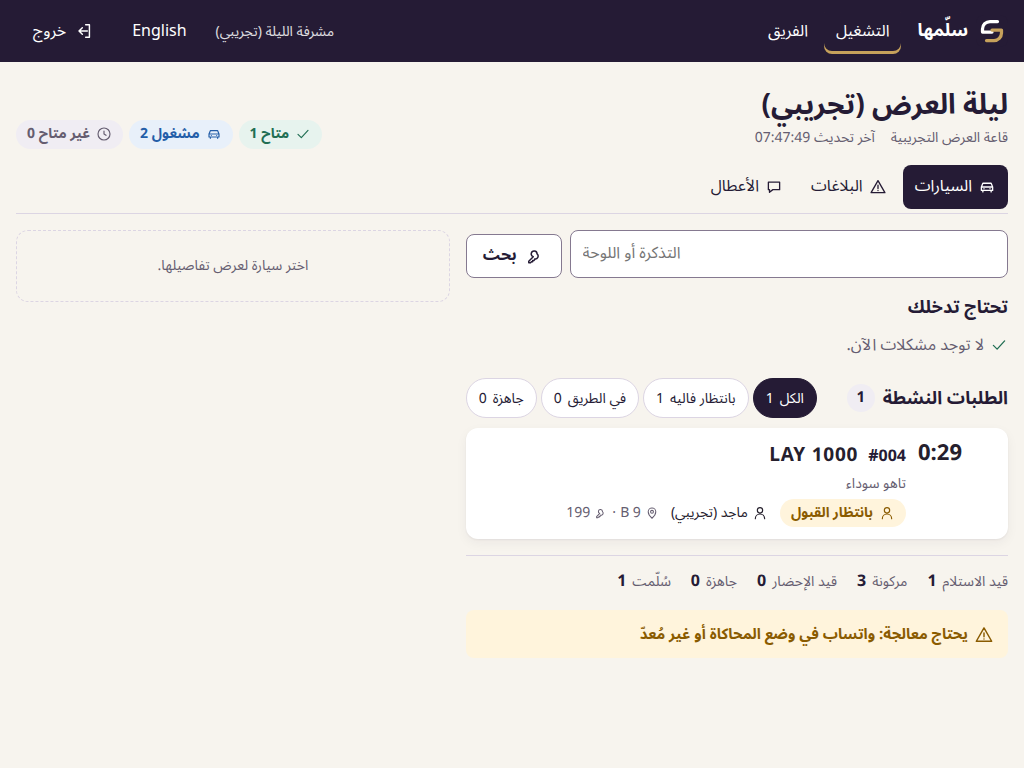 سلّمها
التشغيل
الفريق
مشرفة الليلة (تجريبي)
English
خروج
ليلة العرض (تجريبي)
قاعة العرض التجريبية آخر تحديث 07:47:49
متاح 1
مشغول 2
غير متاح 0
السيارات
البلاغات
الأعطال
التذكرة أو اللوحة
بحث
اختر سيارة لعرض تفاصيلها.
تحتاج تدخلك
لا توجد مشكلات الآن.
الطلبات النشطة 1
الكل 1
بانتظار فاليه 1
في الطريق 0
جاهزة 0
0:29 #004 LAY 1000
تاهو سوداء
بانتظار القبول ماجد (تجريبي) B 9 · 199
قيد الاستلام 1 مركونة 3 قيد الإحضار 0 جاهزة 0 سُلّمت 1
يحتاج معالجة: واتساب في وضع المحاكاة أو غير مُعدّ